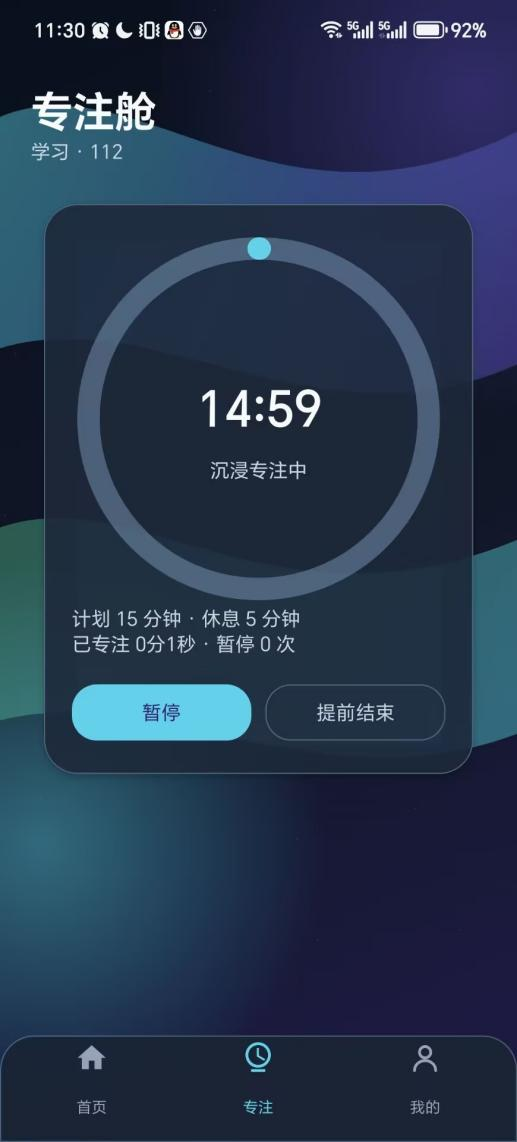 11:30 5G 5G 92%
专注舱
学习 · 112
14:59
沉浸专注中
计划 15 分钟 · 休息 5 分钟
已专注 0分1秒 · 暂停 0 次
暂停 提前结束
首页 专注 我的